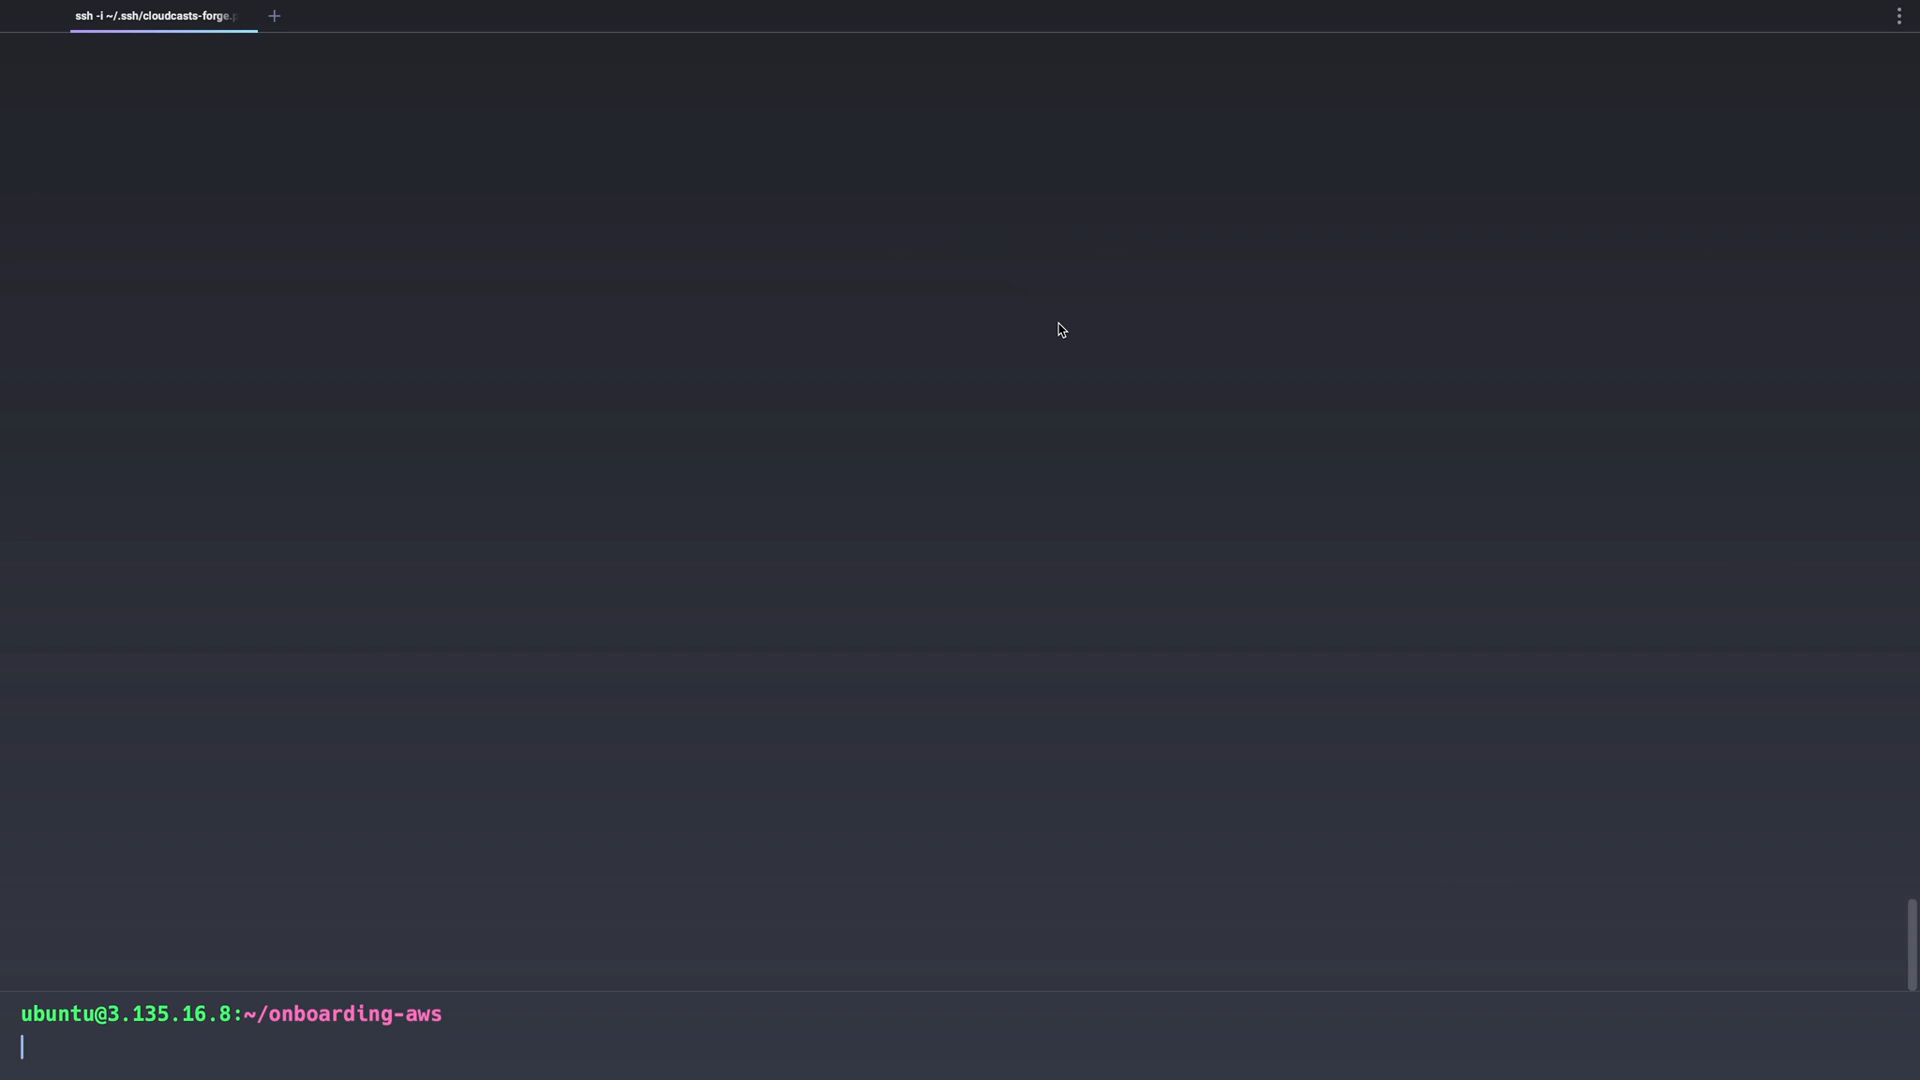 ssh -i ~/.ssh/cloudcasts-forge.
ubuntu@3.135.16.8:~/onboarding-aws